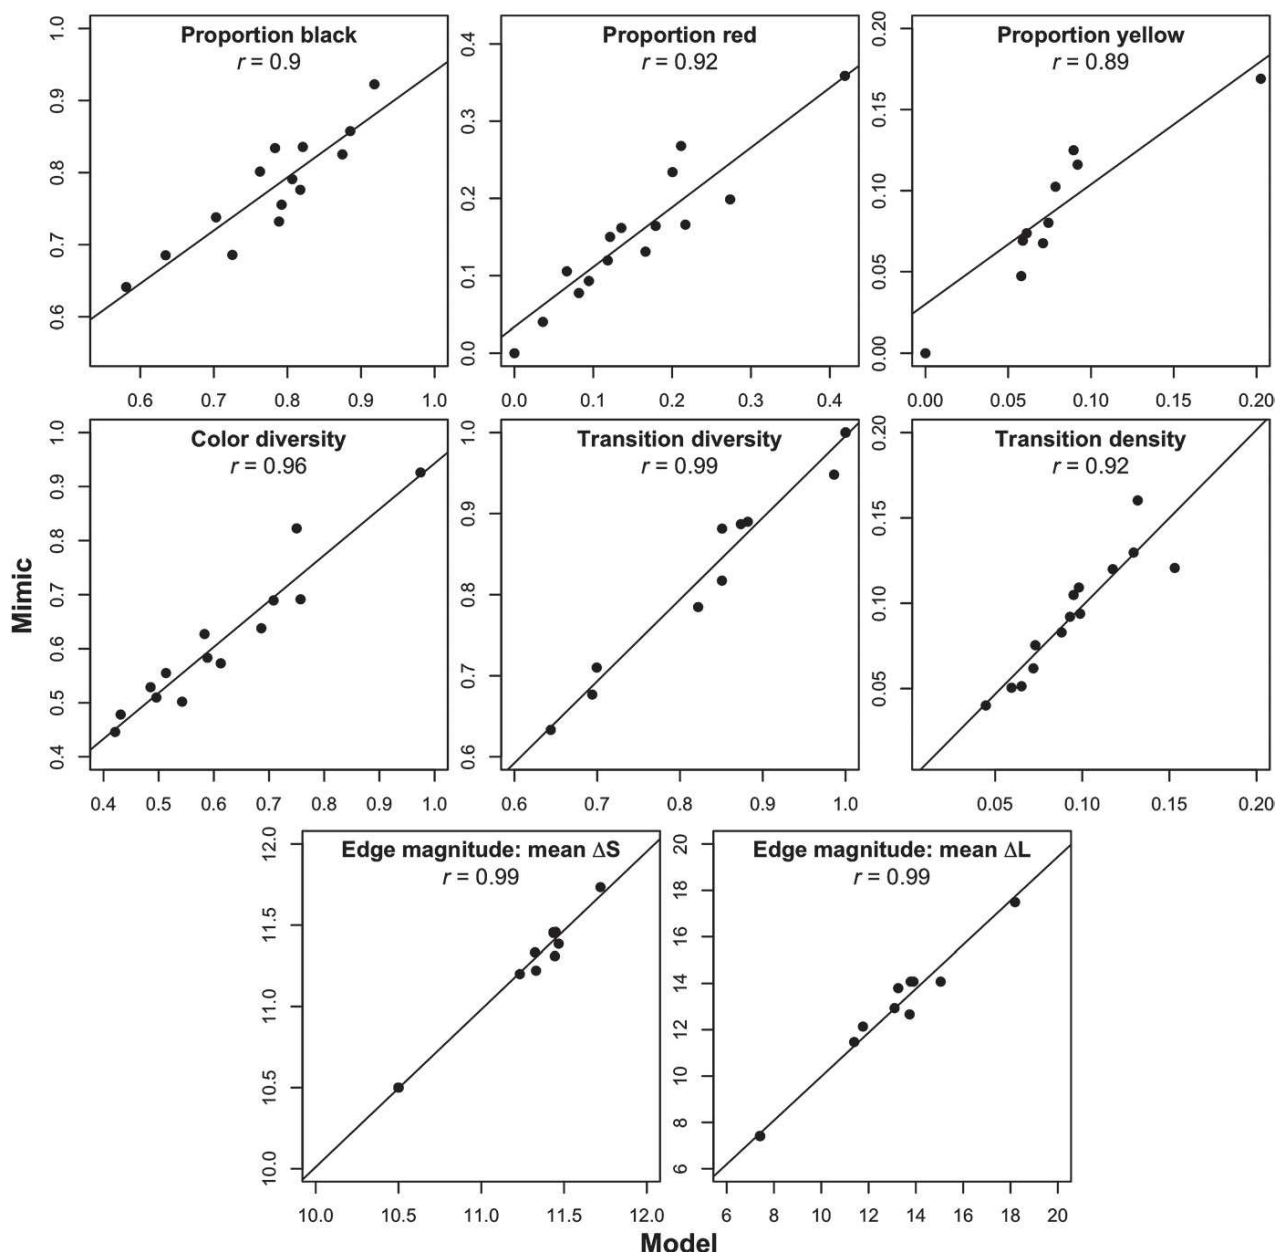 Proportion black
r = 0.9
1.0
0.9
0.8
0.7
0.6
0.6 0.7 0.8 0.9 1.0
Proportion red
r = 0.92
0.4
0.3
0.2
0.1
0.0
0.0 0.1 0.2 0.3 0.4
Proportion yellow
r = 0.89
0.20
0.15
0.10
0.05
0.00
0.00 0.05 0.10 0.15 0.20
Mimic
Color diversity
r = 0.96
1.0
0.9
0.8
0.7
0.6
0.5
0.4
0.4 0.5 0.6 0.7 0.8 0.9 1.0
Transition diversity
r = 0.99
1.0
0.9
0.8
0.7
0.6
0.6 0.7 0.8 0.9 1.0
Transition density
r = 0.92
0.20
0.15
0.10
0.05
0.05 0.10 0.15 0.20
Edge magnitude: mean ΔS
r = 0.99
12.0
11.5
11.0
10.5
10.0
10.0 10.5 11.0 11.5 12.0
Edge magnitude: mean ΔL
r = 0.99
20
18
16
14
12
10
8
6
6 8 10 12 14 16 18 20
Model